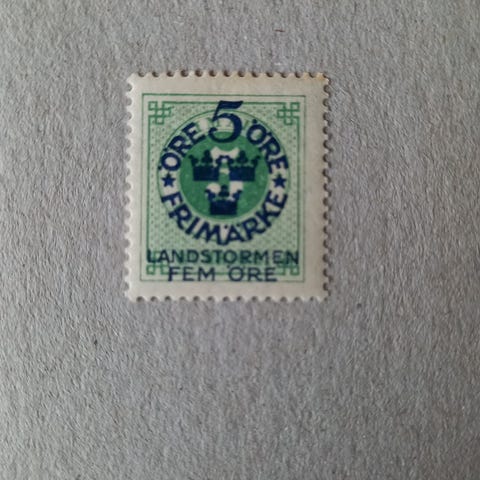 ÖRE 5 ÖRE
FRIMÄRKE
LANDSTORMEN
FEM ÖRE